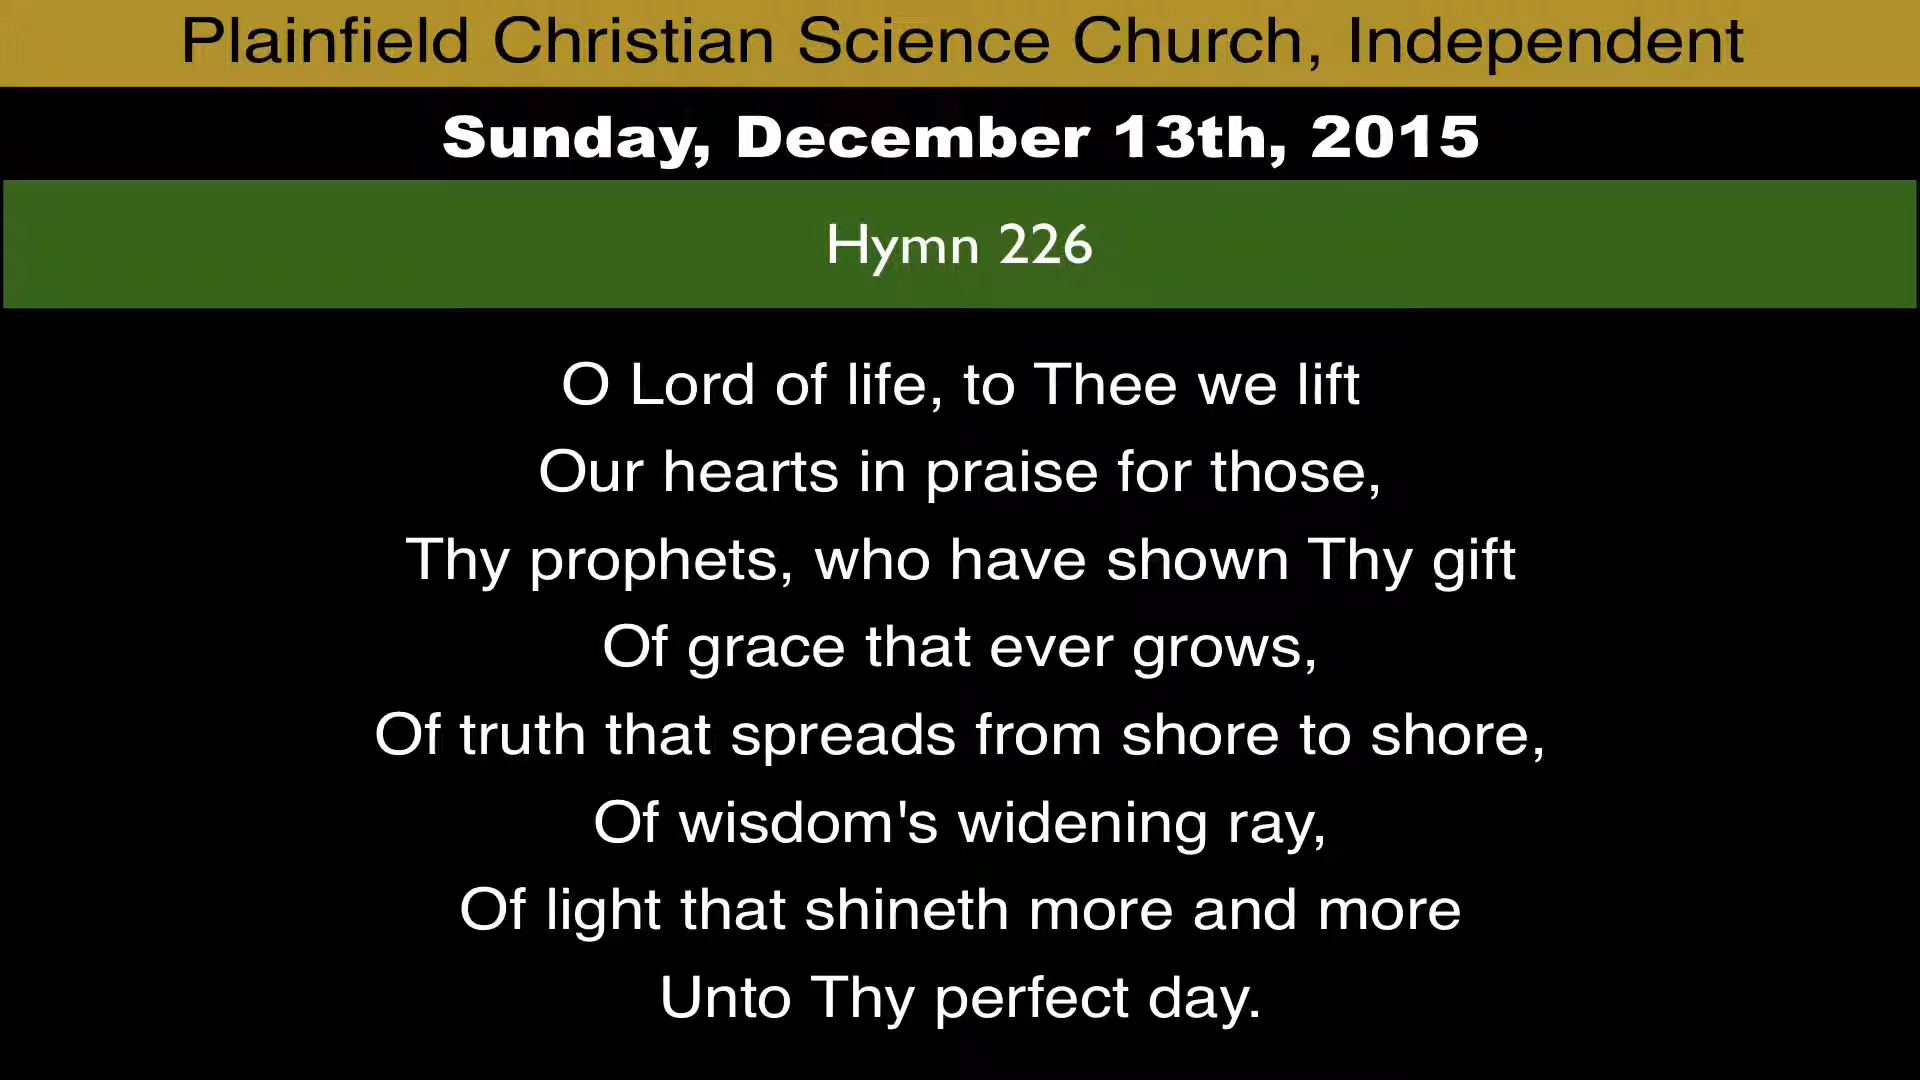 Plainfield Christian Science Church, Independent
Sunday, December 13th, 2015
Hymn 226
O Lord of life, to Thee we lift
Our hearts in praise for those,
Thy prophets, who have shown Thy gift
Of grace that ever grows,
Of truth that spreads from shore to shore,
Of wisdom's widening ray,
Of light that shineth more and more
Unto Thy perfect day.